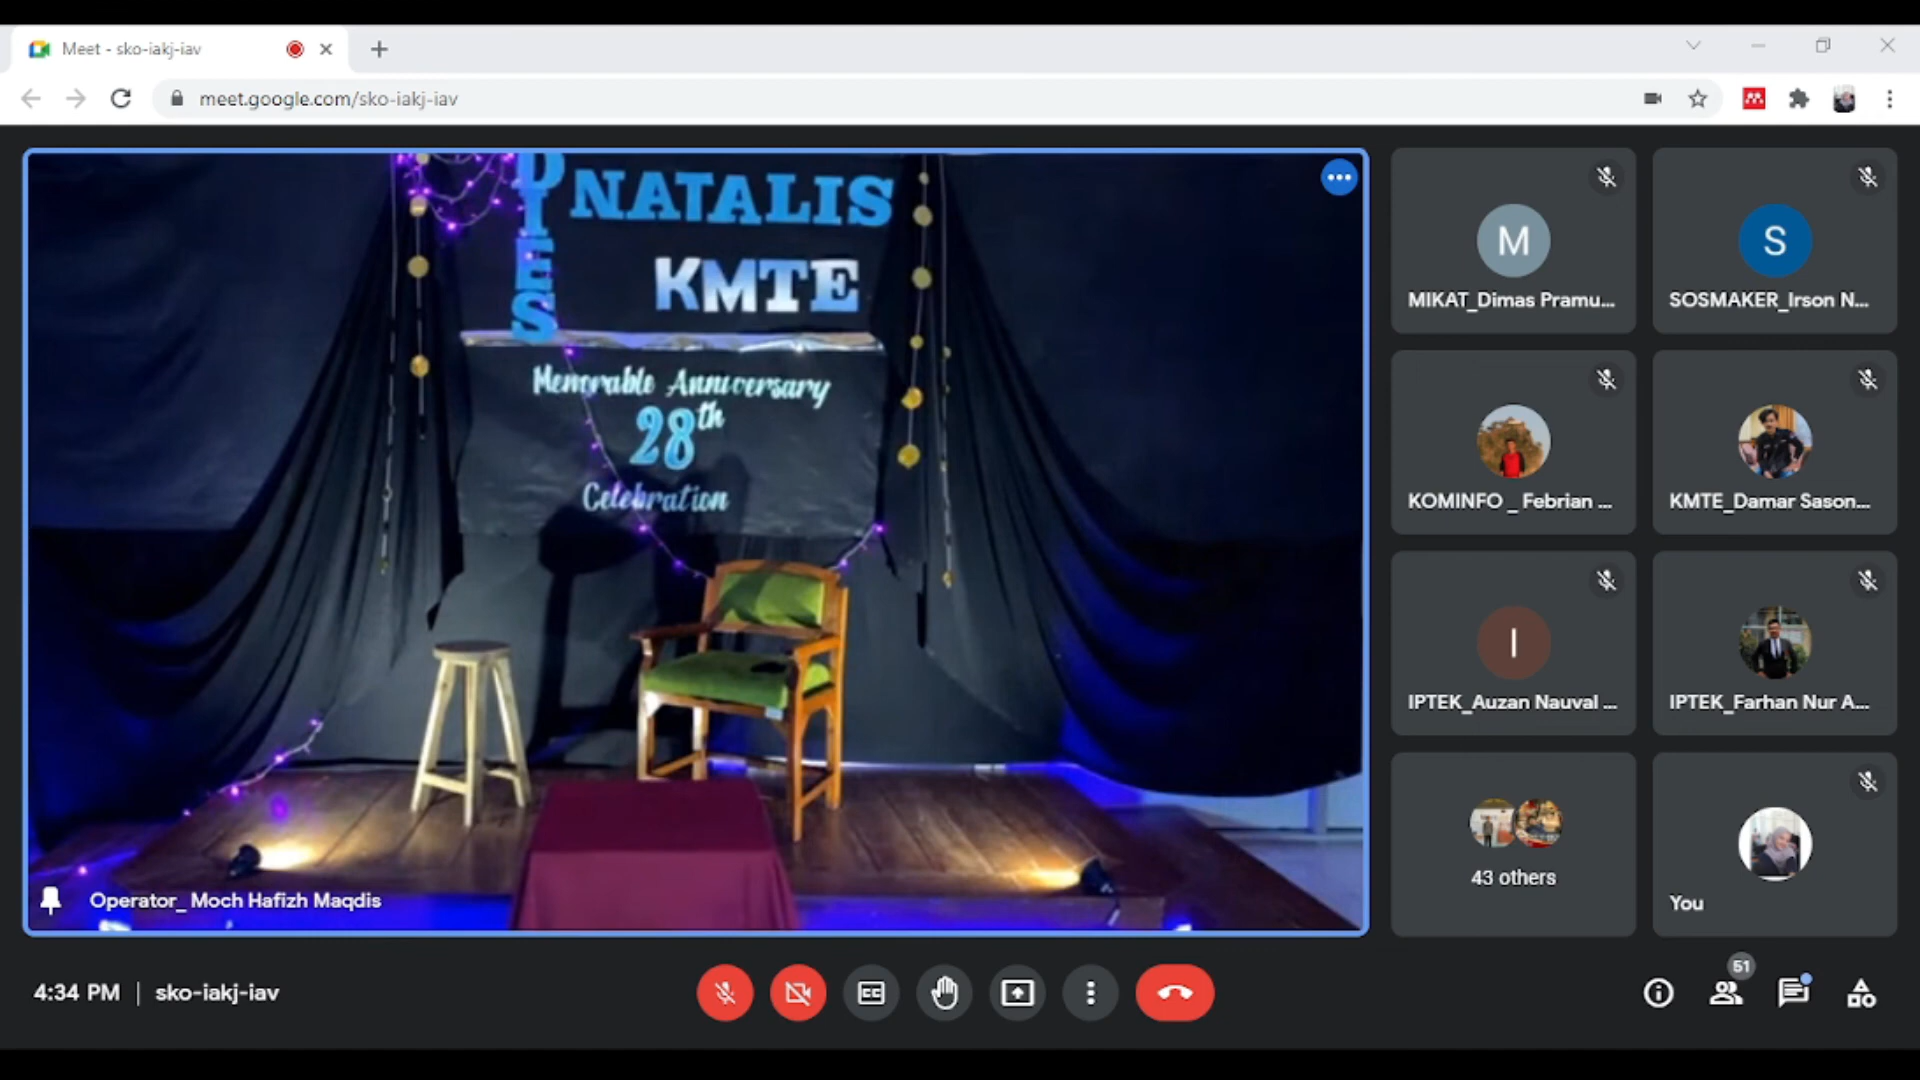 Meet - sko-iakj-iav
meet.google.com/sko-iakj-iav
DIES
NATALIS
KMTE
Memorable Anniversary
28th
Celebration
Operator_ Moch Hafizh Maqdis
M
MIKAT_Dimas Pramu...
S
SOSMAKER_Irson N...
KOMINFO _ Febrian ...
KMTE_Damar Sason...
I
IPTEK_Auzan Nauval ...
IPTEK_Farhan Nur A...
43 others
You
4:34 PM | sko-iakj-iav
CC
51